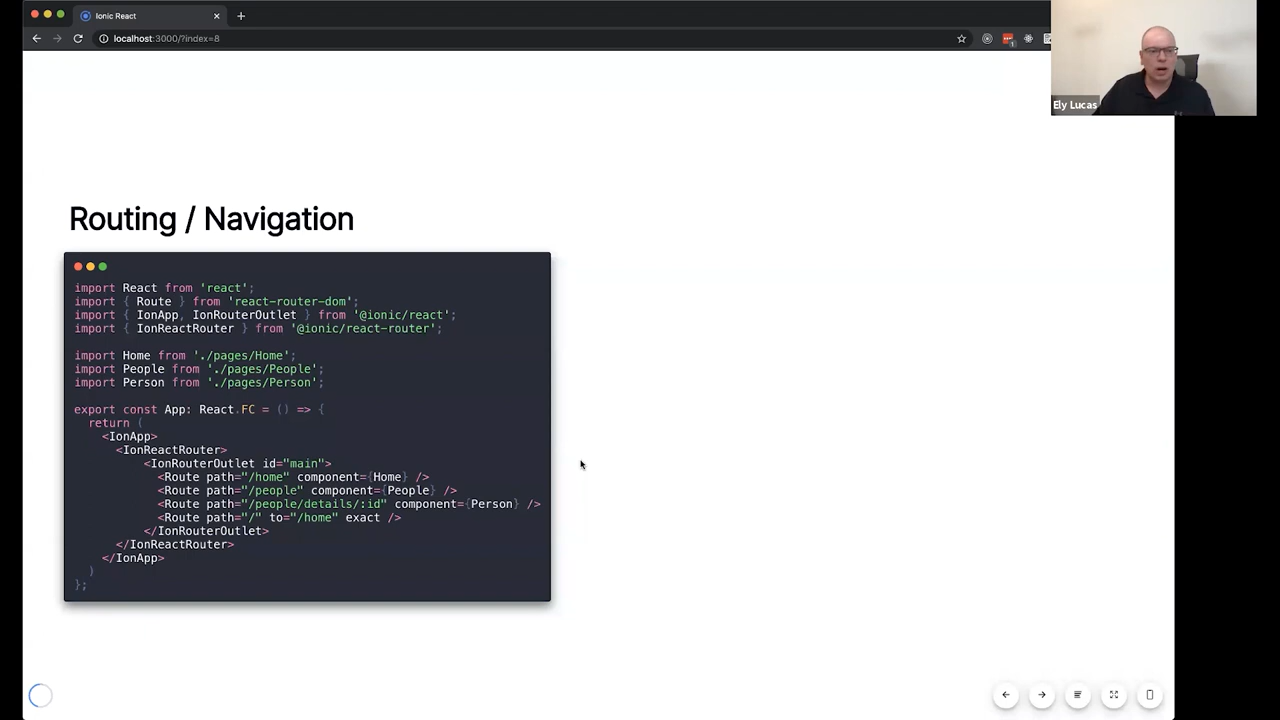 Ionic React
localhost:3000/?index=8
Ely Lucas
Routing / Navigation
import React from 'react';
import { Route } from 'react-router-dom';
import { IonApp, IonRouterOutlet } from '@ionic/react';
import { IonReactRouter } from '@ionic/react-router';
import Home from './pages/Home';
import People from './pages/People';
import Person from './pages/Person';
export const App: React.FC = () => {
  return (
    <IonApp>
      <IonReactRouter>
          <IonRouterOutlet id="main">
            <Route path="/home" component={Home} />
            <Route path="/people" component={People} />
            <Route path="/people/details/:id" component={Person} />
            <Route path="/" to="/home" exact />
          </IonRouterOutlet>
      </IonReactRouter>
    </IonApp>
  )
};